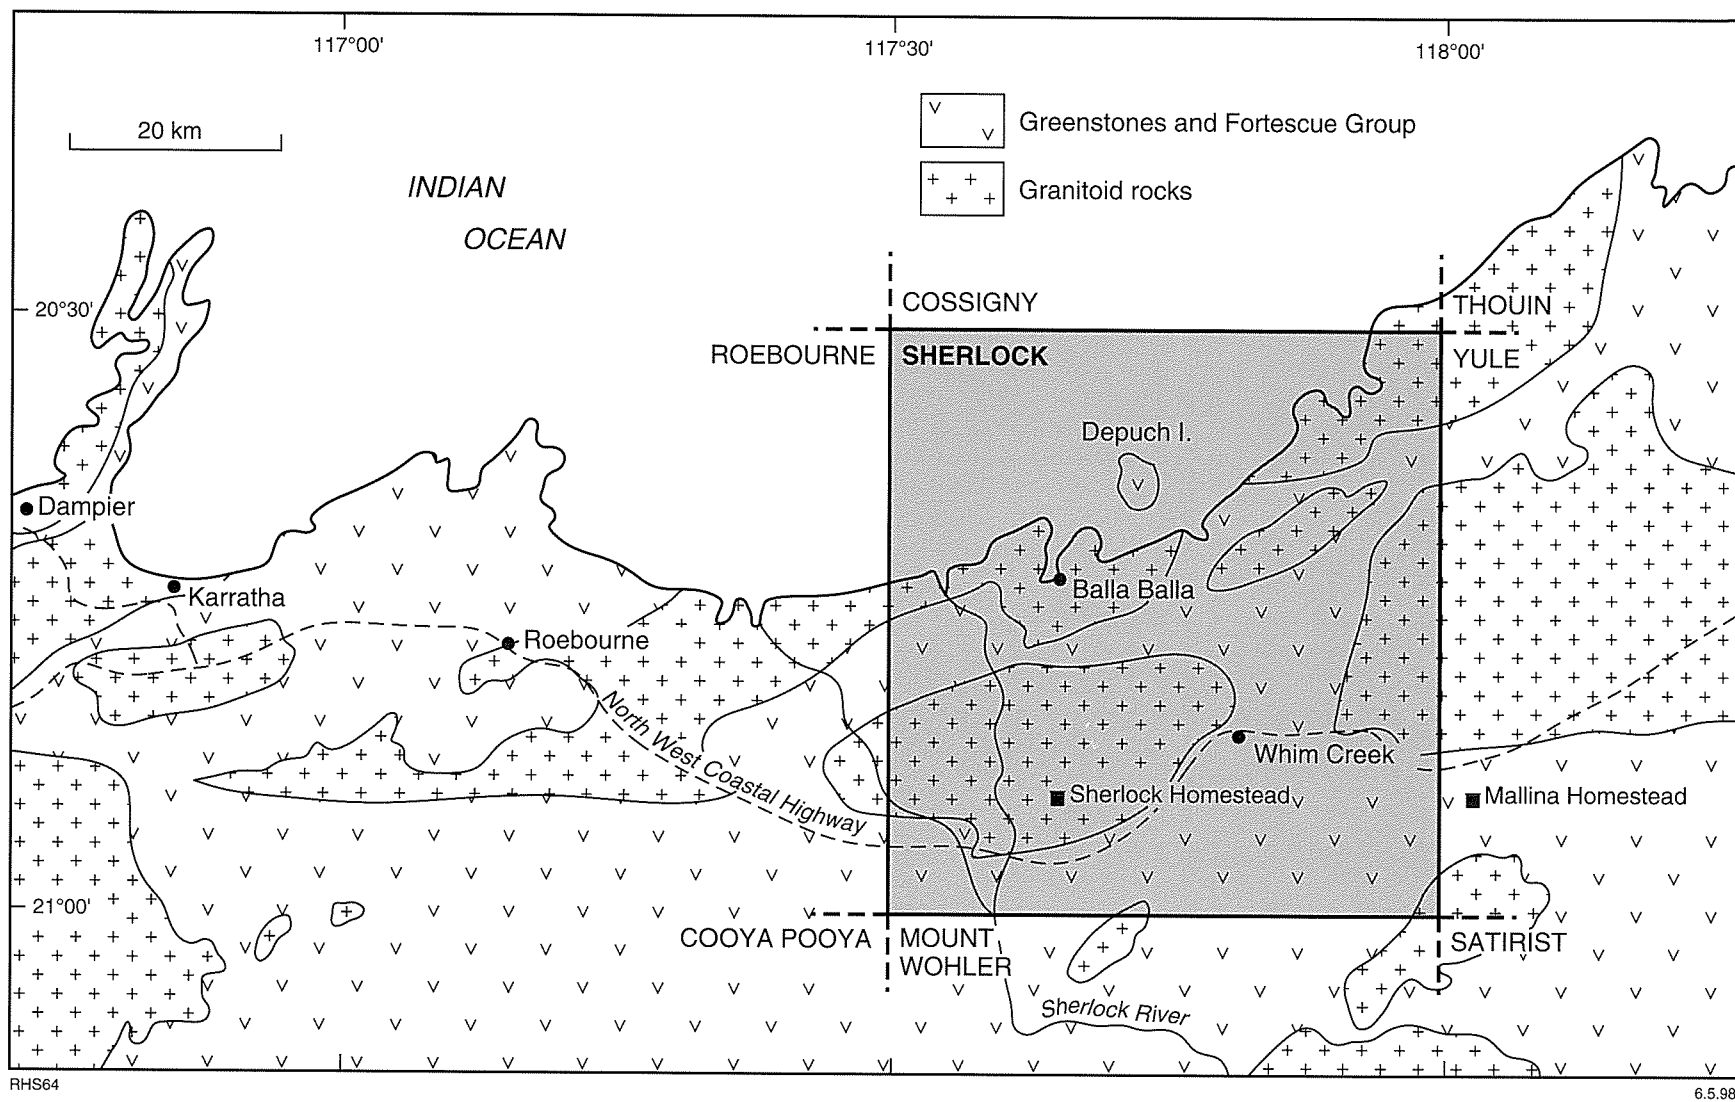 117°00'
117°30'
118°00'
20 km
Greenstones and Fortescue Group
Granitoid rocks
INDIAN
OCEAN
20°30'
COSSIGNY
THOUIN
ROEBOURNE
SHERLOCK
YULE
Depuch I.
Dampier
Karratha
Balla Balla
Roebourne
North West Coastal Highway
Whim Creek
Sherlock Homestead
Mallina Homestead
21°00'
COOYA POOYA
MOUNT
WOHLER
SATIRIST
Sherlock River
RHS64
6.5.98